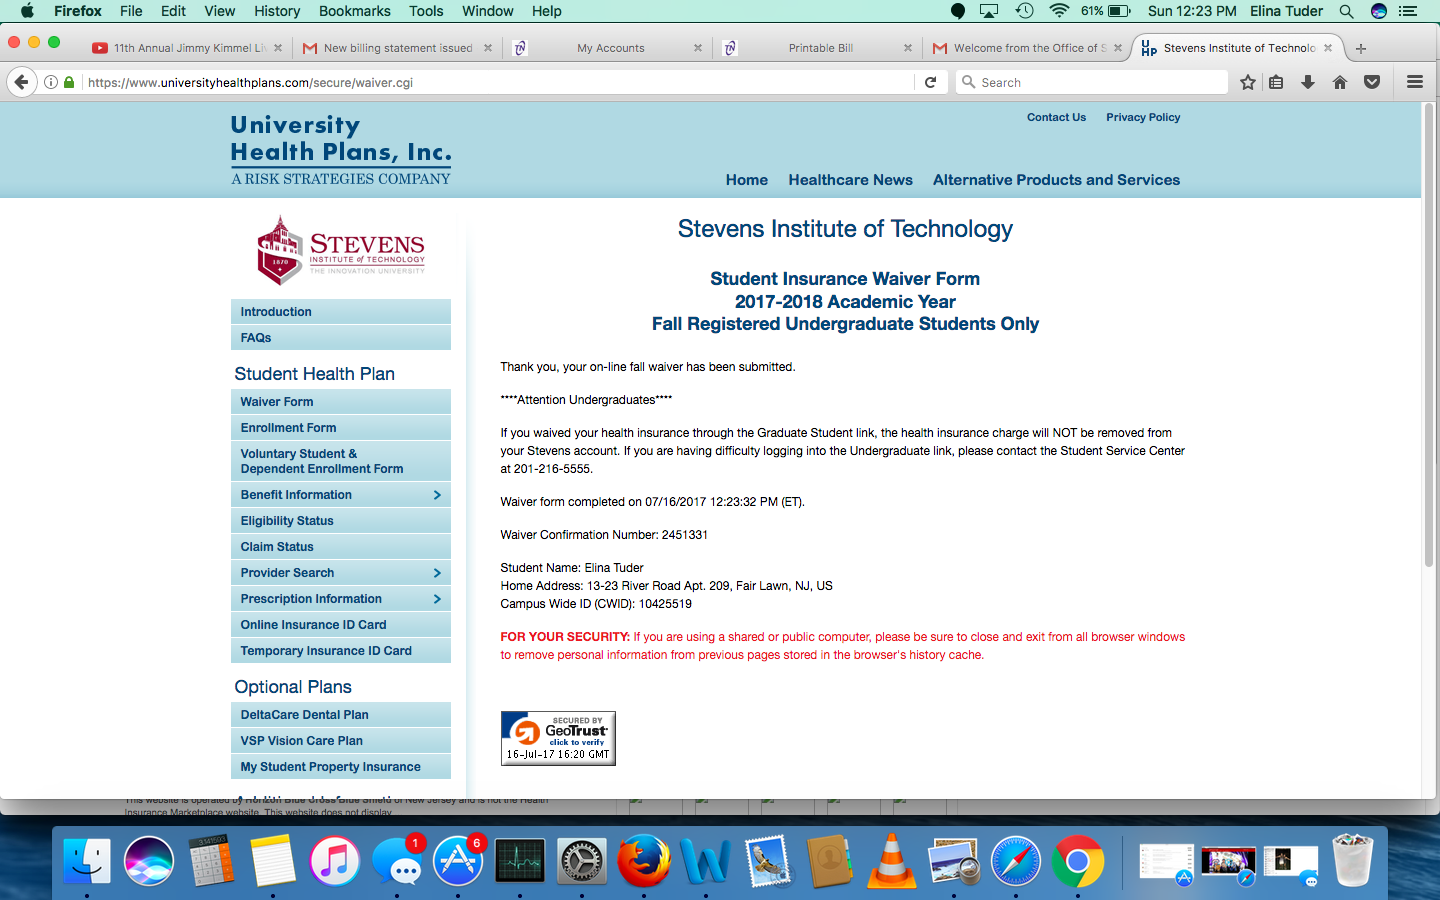 Firefox File Edit View History Bookmarks Tools Window Help 61% Sun 12:23 PM Elina Tuder
11th Annual Jimmy Kimmel Li New billing statement issued My Accounts Printable Bill Welcome from the Office of S Stevens Institute of Technolo
https://www.universityhealthplans.com/secure/waiver.cgi Search
University
Health Plans, Inc.
A RISK STRATEGIES COMPANY
Contact Us Privacy Policy
Home Healthcare News Alternative Products and Services
1870
STEVENS
INSTITUTE of TECHNOLOGY
THE INNOVATION UNIVERSITY
Introduction
FAQs
Student Health Plan
Waiver Form
Enrollment Form
Voluntary Student &
Dependent Enrollment Form
Benefit Information
Eligibility Status
Claim Status
Provider Search
Prescription Information
Online Insurance ID Card
Temporary Insurance ID Card
Optional Plans
DeltaCare Dental Plan
VSP Vision Care Plan
My Student Property Insurance
Stevens Institute of Technology
Student Insurance Waiver Form
2017-2018 Academic Year
Fall Registered Undergraduate Students Only
Thank you, your on-line fall waiver has been submitted.
****Attention Undergraduates****
If you waived your health insurance through the Graduate Student link, the health insurance charge will NOT be removed from
your Stevens account. If you are having difficulty logging into the Undergraduate link, please contact the Student Service Center
at 201-216-5555.
Waiver form completed on 07/16/2017 12:23:32 PM (ET).
Waiver Confirmation Number: 2451331
Student Name: Elina Tuder
Home Address: 13-23 River Road Apt. 209, Fair Lawn, NJ, US
Campus Wide ID (CWID): 10425519
FOR YOUR SECURITY: If you are using a shared or public computer, please be sure to close and exit from all browser windows
to remove personal information from previous pages stored in the browser's history cache.
SECURED BY
GeoTrust
click to verify
16-Jul-17 16:20 GMT
This website is operated by Horizon Blue Cross Blue Shield of New Jersey and is not the Health
Insurance Marketplace website. This website does not display
1
6